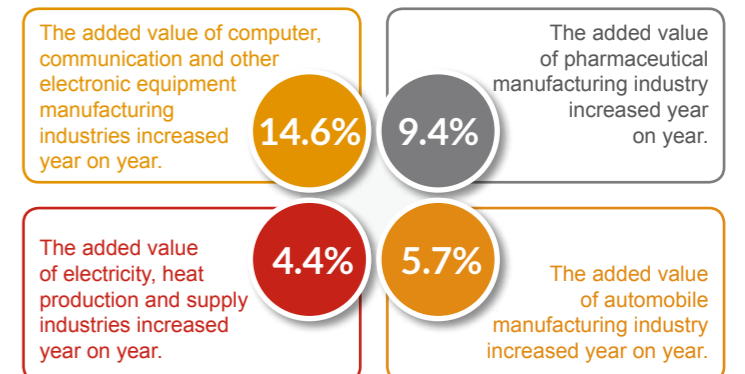 The added value of computer,
communication and other
electronic equipment
manufacturing
industries increased
year on year.
14.6%
The added value
of pharmaceutical
manufacturing industry
increased year
on year.
9.4%
The added value
of electricity, heat
production and supply
industries increased
year on year.
4.4%
5.7%
The added value
of automobile
manufacturing industry
increased year on year.